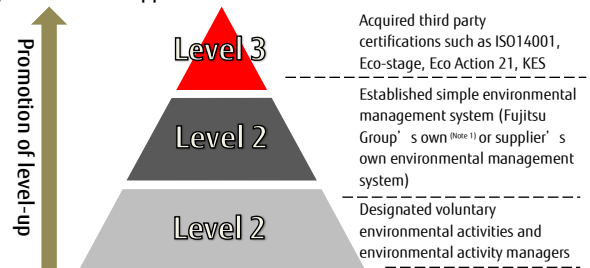 Promotion of level-up
Level 3
Level 2
Level 2
Acquired third party
certifications such as ISO14001,
Eco-stage, Eco Action 21, KES
Established simple environmental
management system (Fujitsu
Group's own (Note 1) or supplier's
own environmental management
system)
Designated voluntary
environmental activities and
environmental activity managers